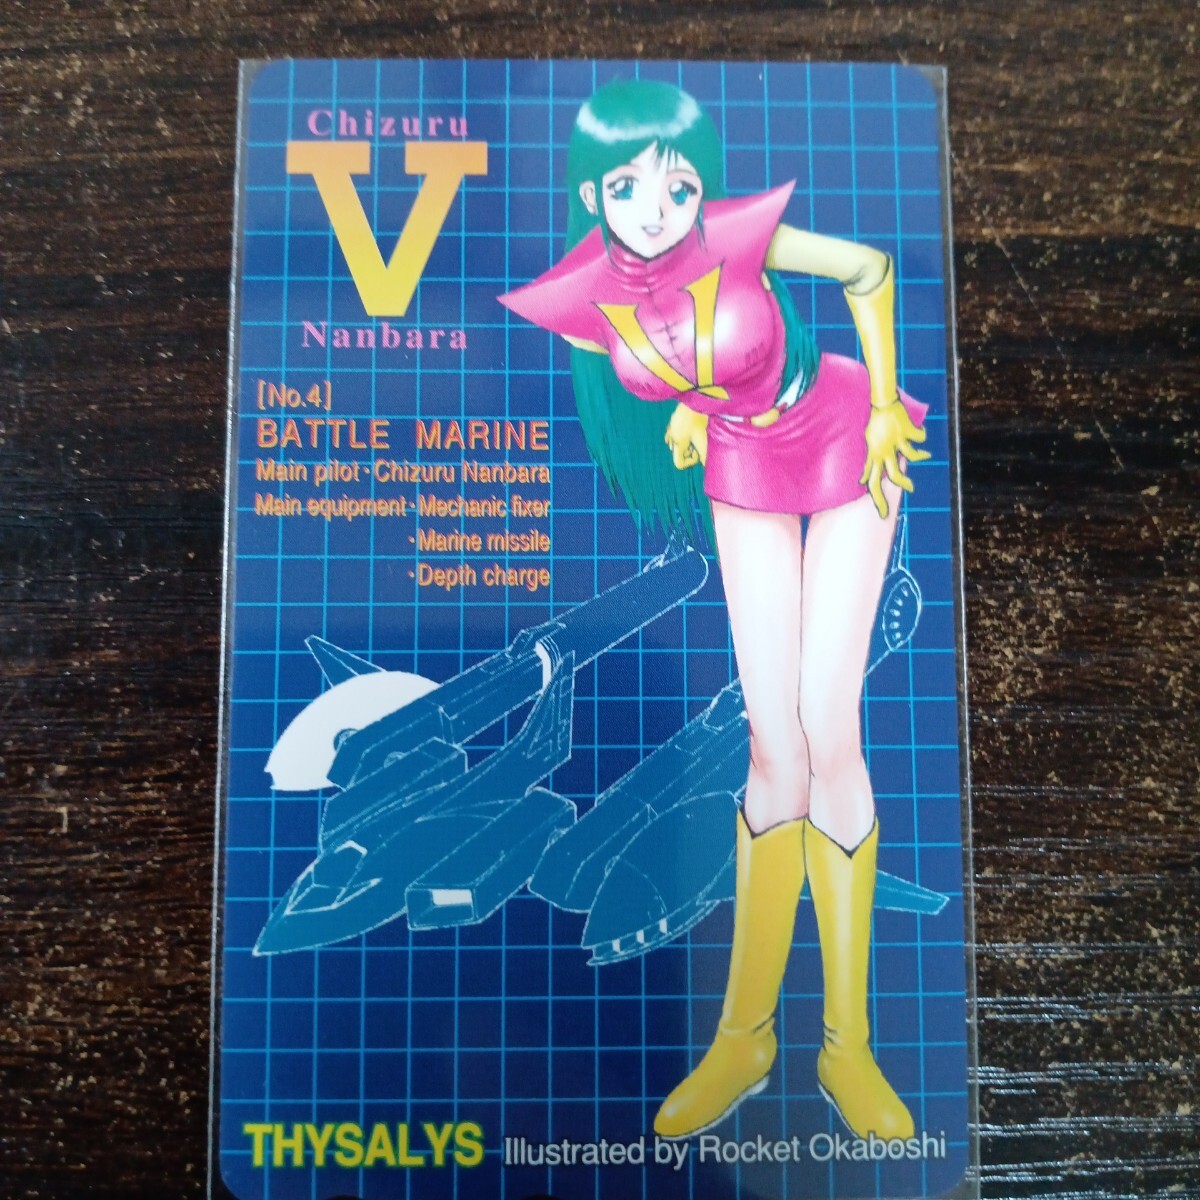 Chizuru
V
Nanbara
[No.4]
BATTLE MARINE
Main pilot·Chizuru Nanbara
Main equipment·Mechanic fixer
·Marine missile
·Depth charge
THYSALYS Illustrated by Rocket Okaboshi